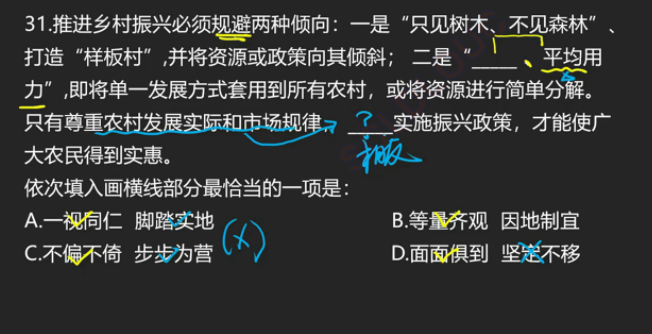 31.推进乡村振兴必须规避两种倾向：一是“只见树木、不见森林”、
打造“样板村”,并将资源或政策向其倾斜；二是“_____、平均用
力”,即将单一发展方式套用到所有农村，或将资源进行简单分解。
只有尊重农村发展实际和市场规律，_____实施振兴政策，才能使广
?
大农民得到实惠。
依次填入画横线部分最恰当的一项是：
A.一视同仁 脚踏实地
B.等量齐观 因地制宜
(X)
C.不偏不倚 步步为营
D.面面俱到 坚定不移